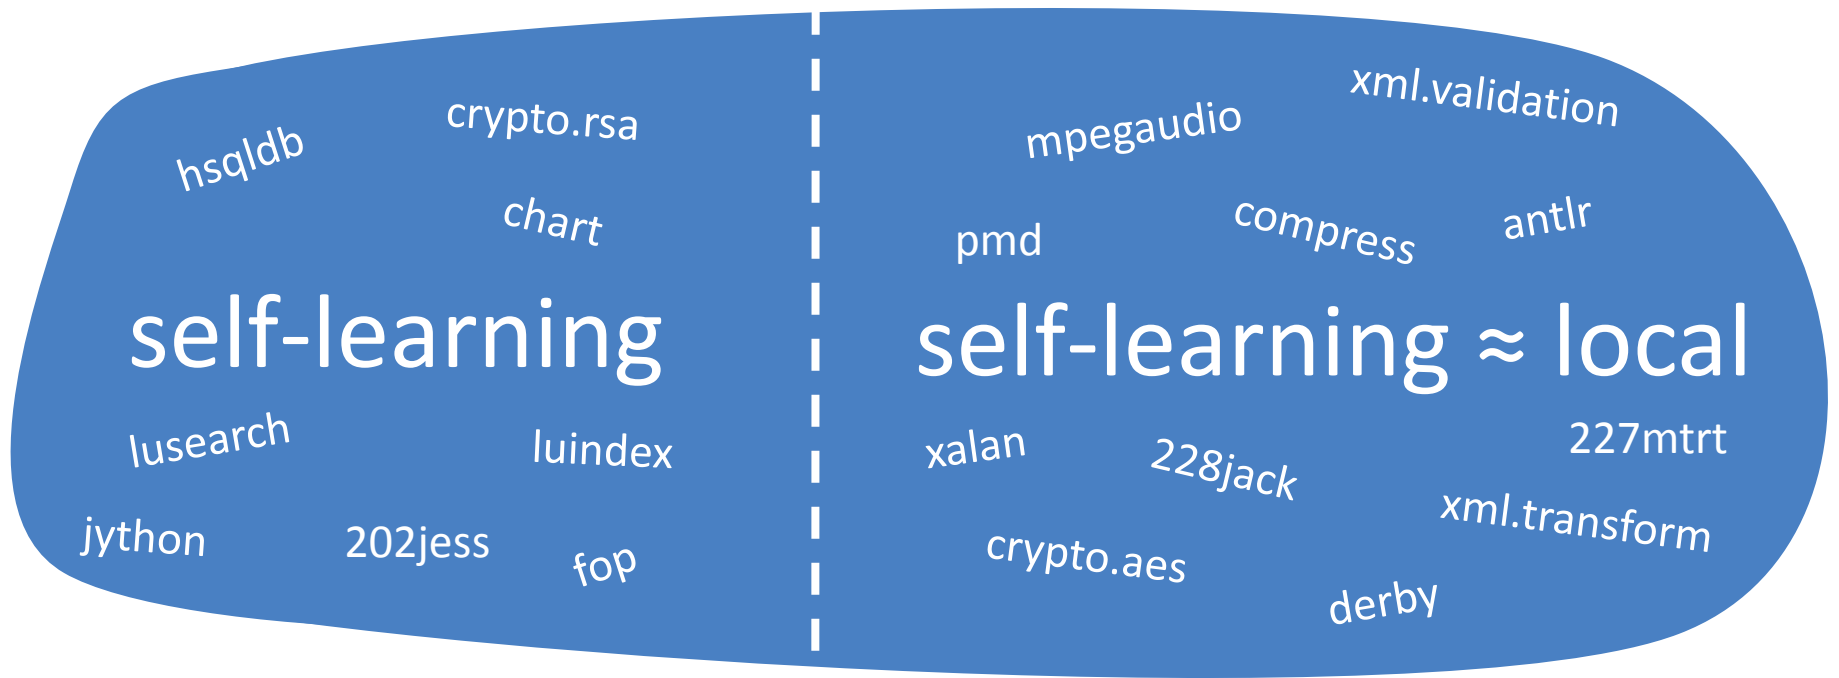 hsqldb
crypto.rsa
chart
self-learning
lusearch
luindex
jython
202jess
fop
xml.validation
mpegaudio
compress
antlr
pmd
self-learning ≈ local
xalan
228jack
227mtrt
xml.transform
crypto.aes
derby